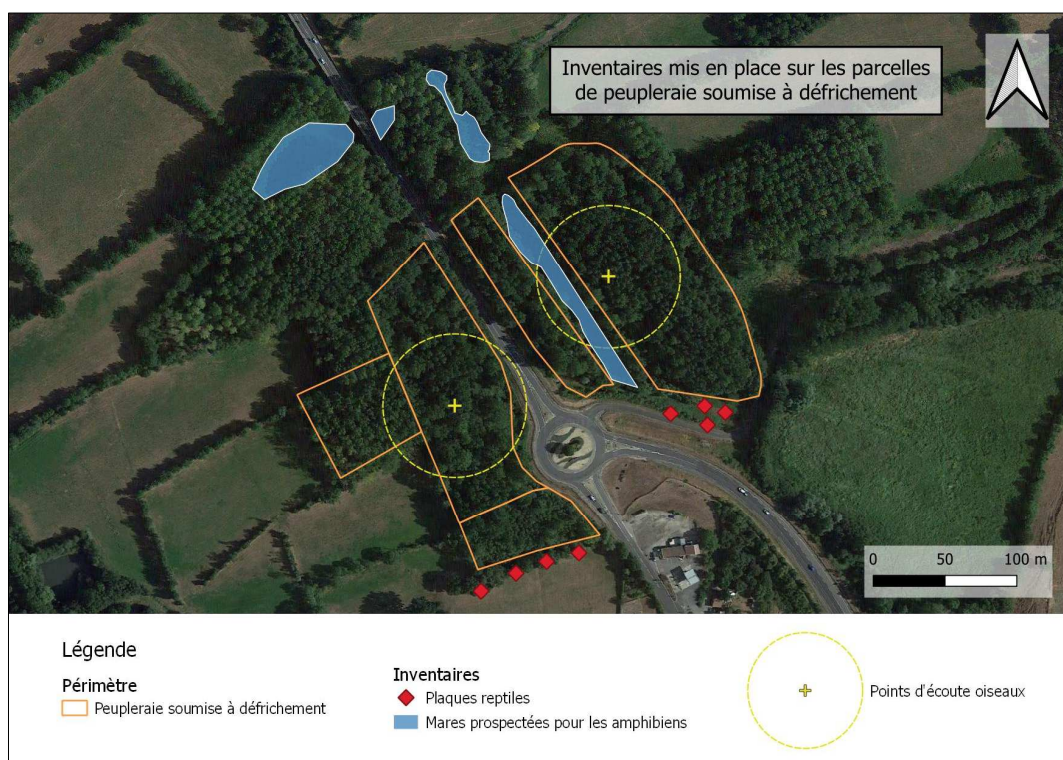 Inventaires mis en place sur les parcelles
de peupleraie soumise à défrichement
0 50 100 m
Légende
Périmètre
Peupleraie soumise à défrichement
Inventaires
Plaques reptiles
Mares prospectées pour les amphibiens
Points d'écoute oiseaux